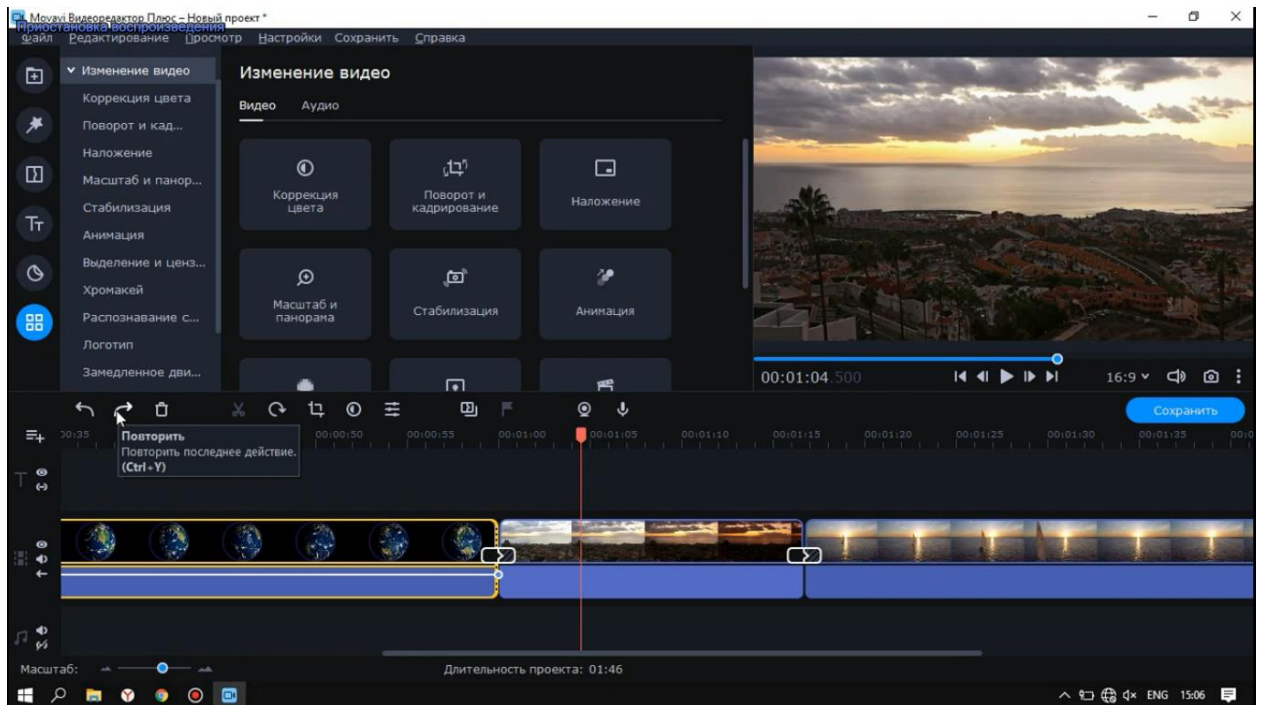 Movavi Видеоредактор Плюс – Новый проект *
Приостановка воспроизведения
Файл Редактирование Просмотр Настройки Сохранить Справка
Изменение видео
Коррекция цвета
Поворот и кад...
Наложение
Масштаб и панор...
Стабилизация
Анимация
Выделение и ценз...
Хромакей
Распознавание с...
Логотип
Замедленное дви...
Изменение видео
Видео Аудио
Коррекция
цвета
Поворот и
кадрирование
Наложение
Масштаб и
панорама
Стабилизация
Анимация
00:01:04.500
16:9
Сохранить
00:35 00:00:50 00:00:55 00:01:00 00:01:05 00:01:10 00:01:15 00:01:20 00:01:25 00:01:30 00:01:35 00:0
Повторить
Повторить последнее действие.
(Ctrl+Y)
Масштаб:
Длительность проекта: 01:46
ENG 15:06